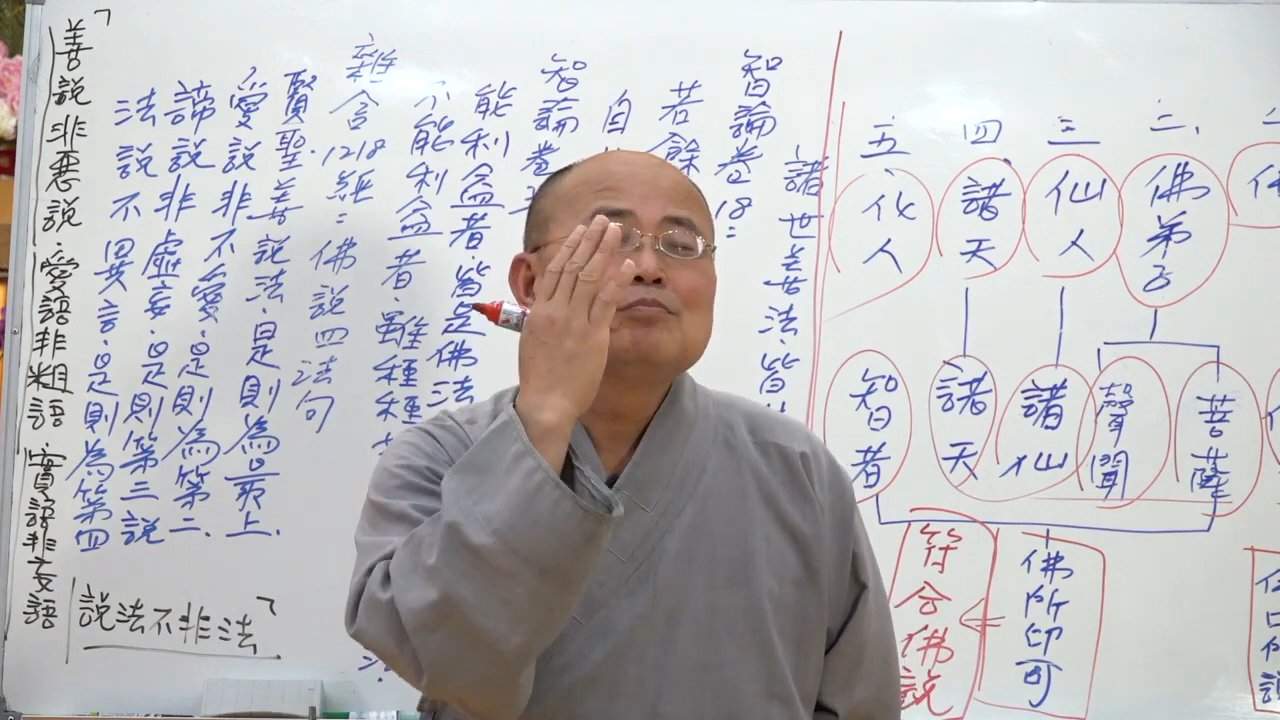 二、
佛弟子
菩薩
聲聞
三
仙人
諸仙
四、
諸天
諸天
五、
化人
智者
佛所印可
符合佛說
諸世善法皆
智論卷18:
若餘
自
智論卷
能利益者、皆是佛法
不能利益者、雖種種
雜含1218經:佛說四法句
賢聖善說法、是則為最上.
愛說非不愛、是則為第二.
諦說非虛妄、是則第三說
法說不異言、是則為第四
「善說非惡說 愛語非粗語 實語非妄語
說法不非法」